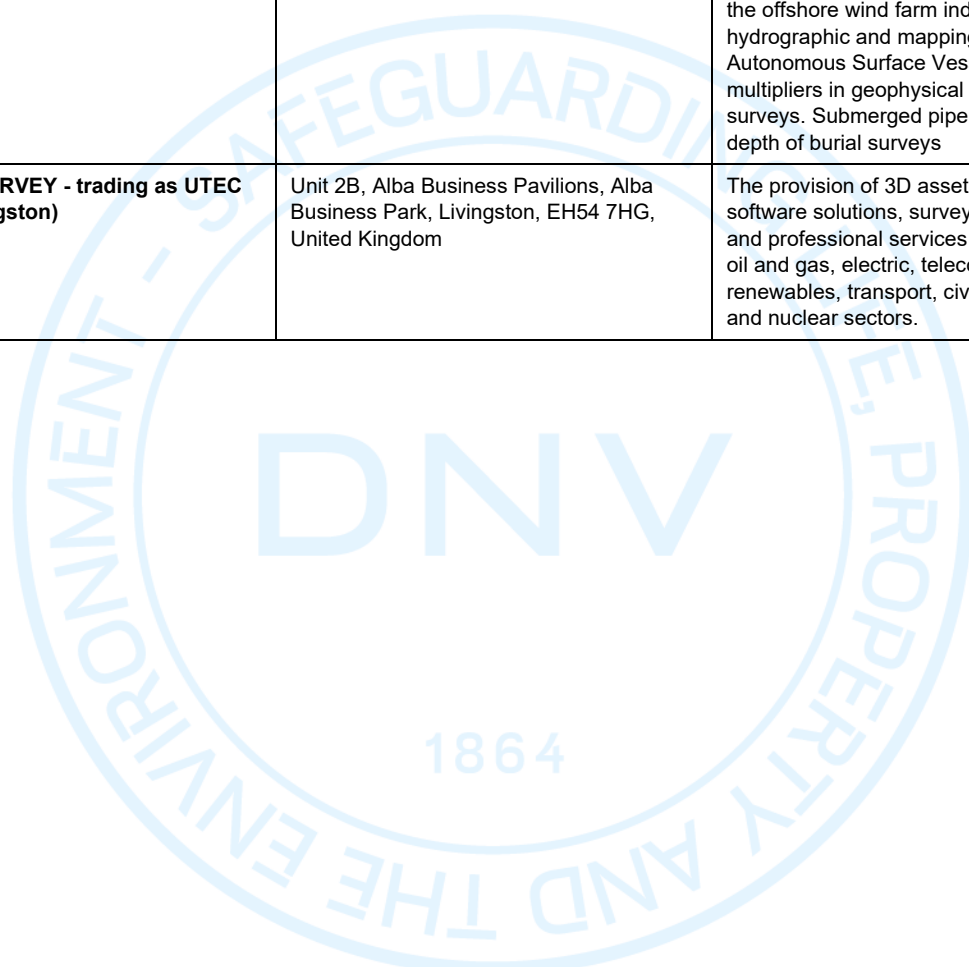 the offshore wind farm ind
hydrographic and mapping
Autonomous Surface Ves
multipliers in geophysical
surveys. Submerged pipe
depth of burial surveys
RVEY - trading as UTEC
gston)
Unit 2B, Alba Business Pavilions, Alba
Business Park, Livingston, EH54 7HG,
United Kingdom
The provision of 3D asset
software solutions, survey
and professional services
oil and gas, electric, telec
renewables, transport, civ
and nuclear sectors.
SAFEGUARDING LIFE, PROPERTY AND THE ENVIRONMENT -
DNV
1864